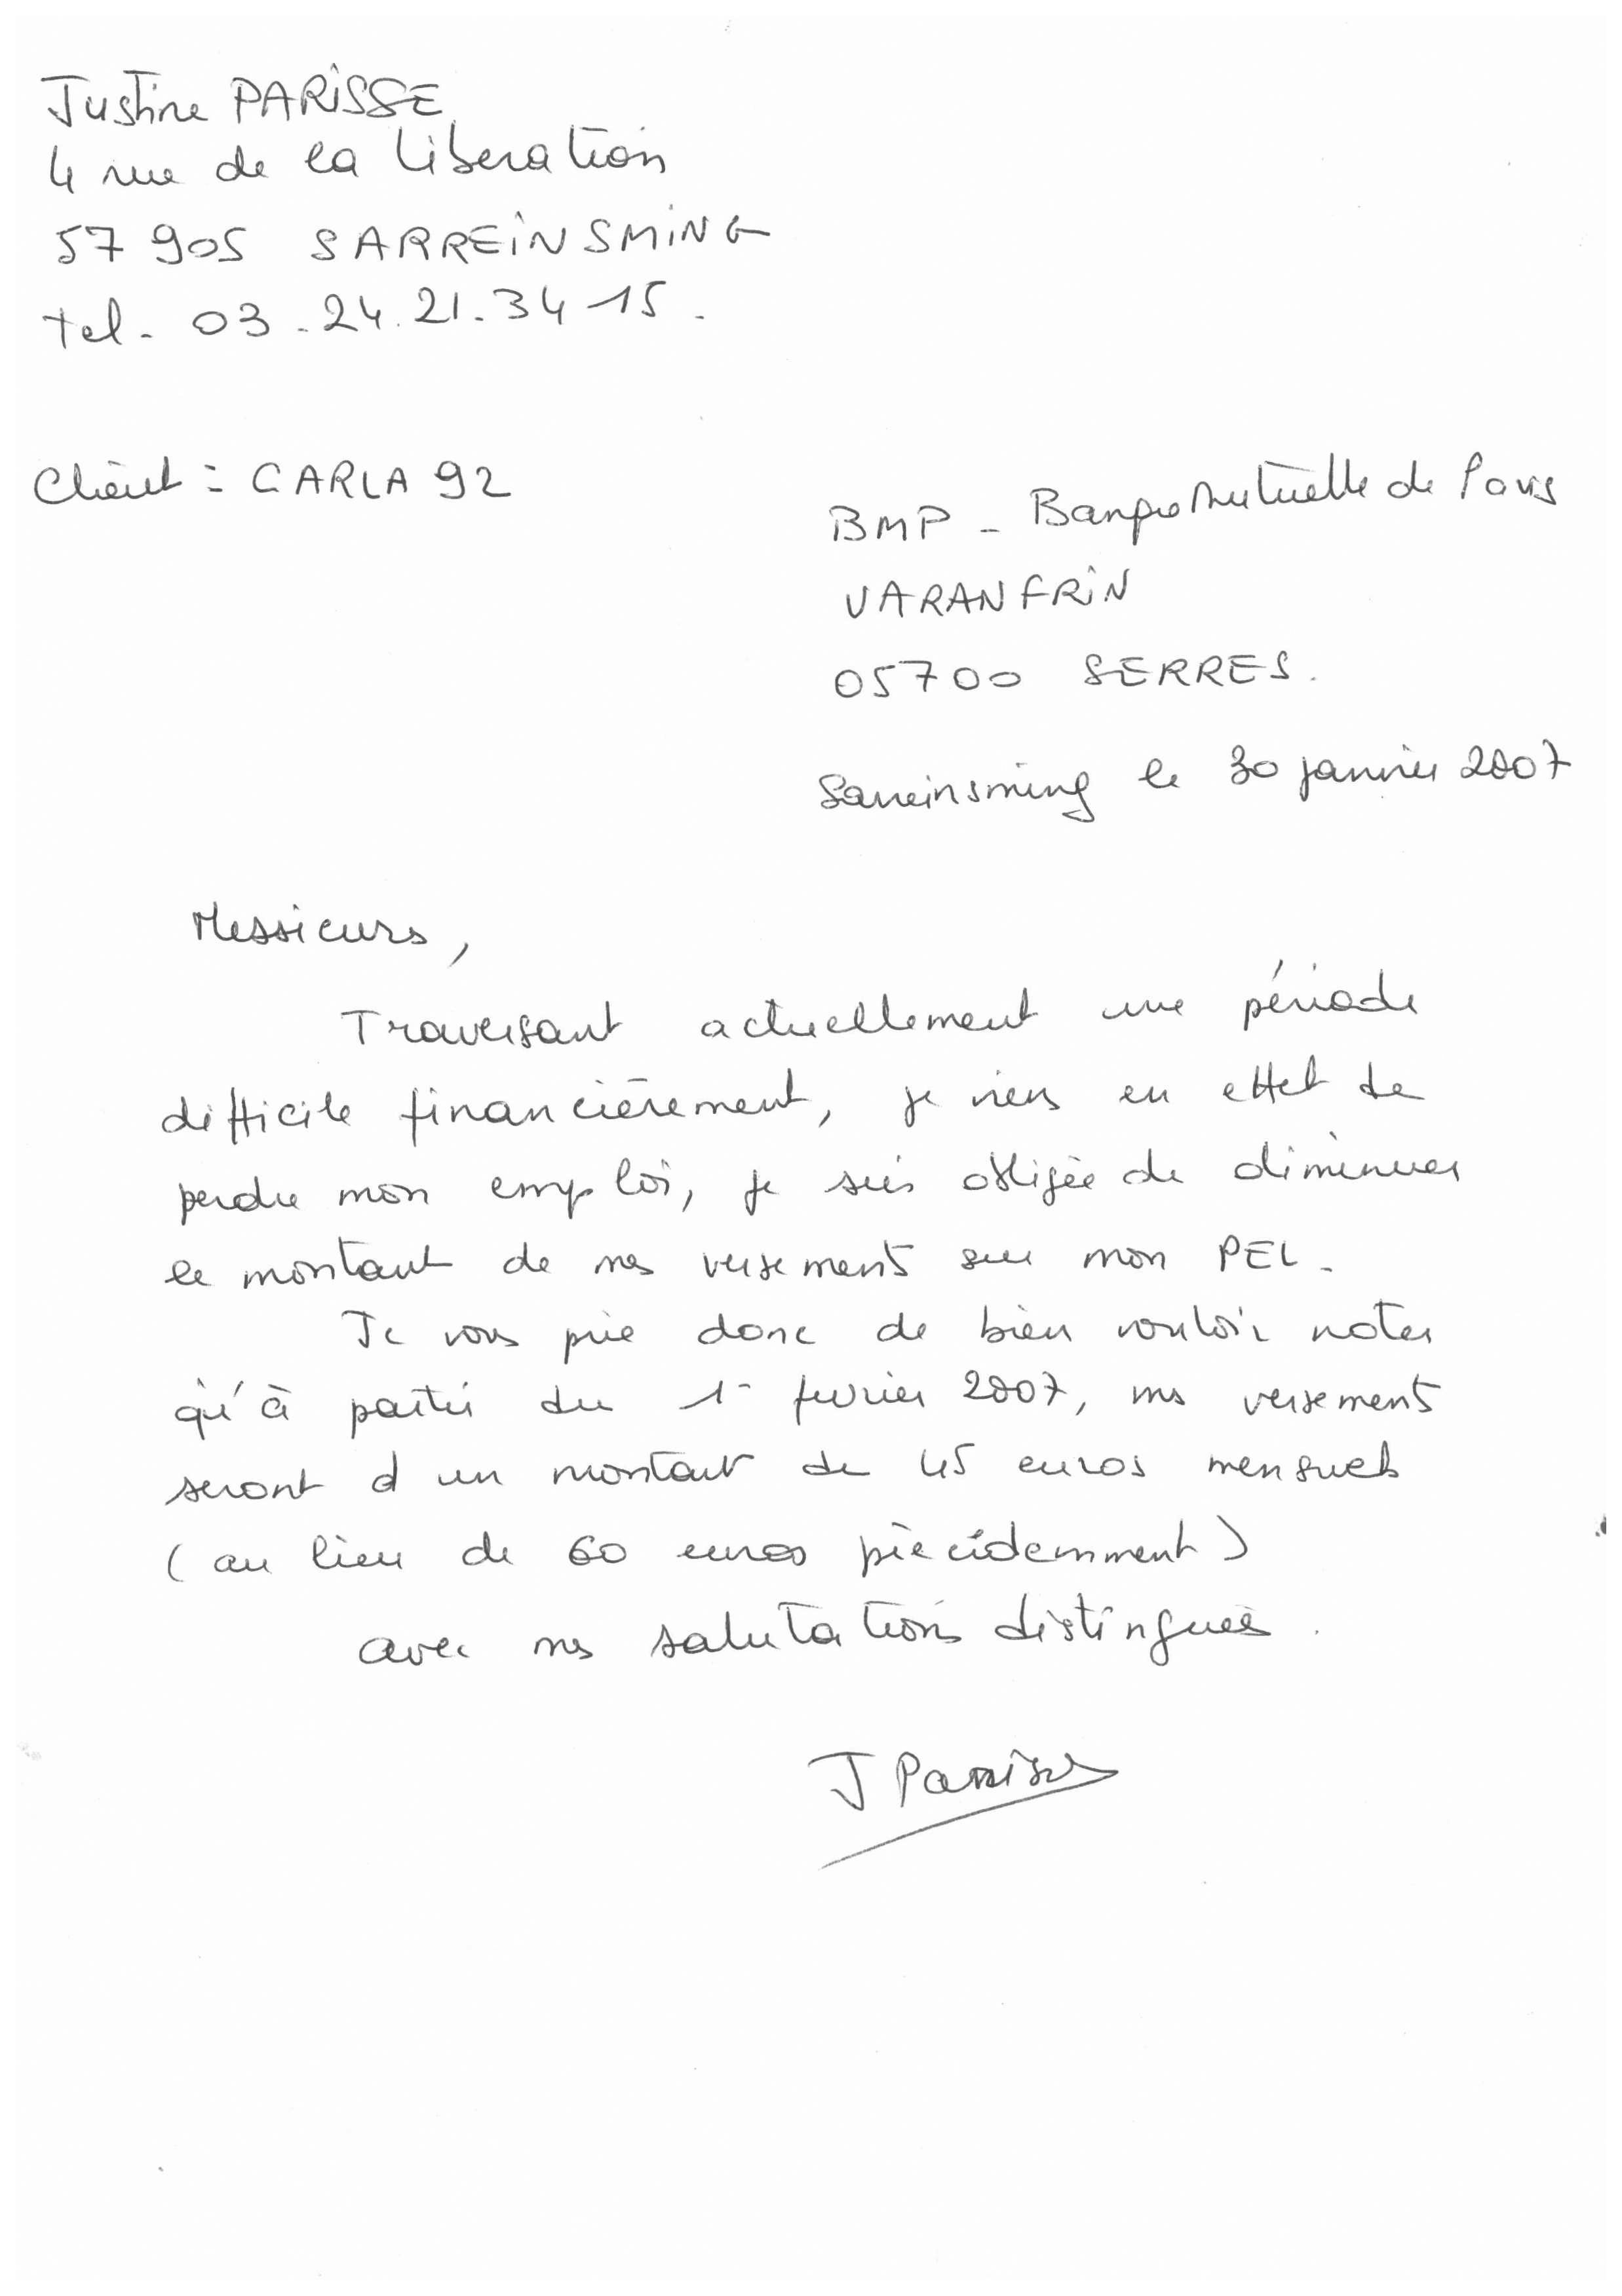 Justine PARISSE
4 rue de la Liberation
57 905 SARREINSMING
tel. 03.24.21.34 15.
Client : CARLA 92
BMP - Banque Mutuelle de Paris
VARANFRIN
05700 SERRES.
Sarreinsming le 30 janvier 2007
Messieurs,
Traversant actuellement une période
difficile financièrement, je viens en effet de
perdre mon emploi, je suis obligée de diminuer
le montant de mes versements sur mon PEL.
Je vous prie donc de bien vouloir noter
qu'à partir du 1er fevrier 2007, mes versements
seront d un montant de 45 euros mensuels
(au lieu de 60 euros précédemment)
avec mes salutations distingués.
J Parisse